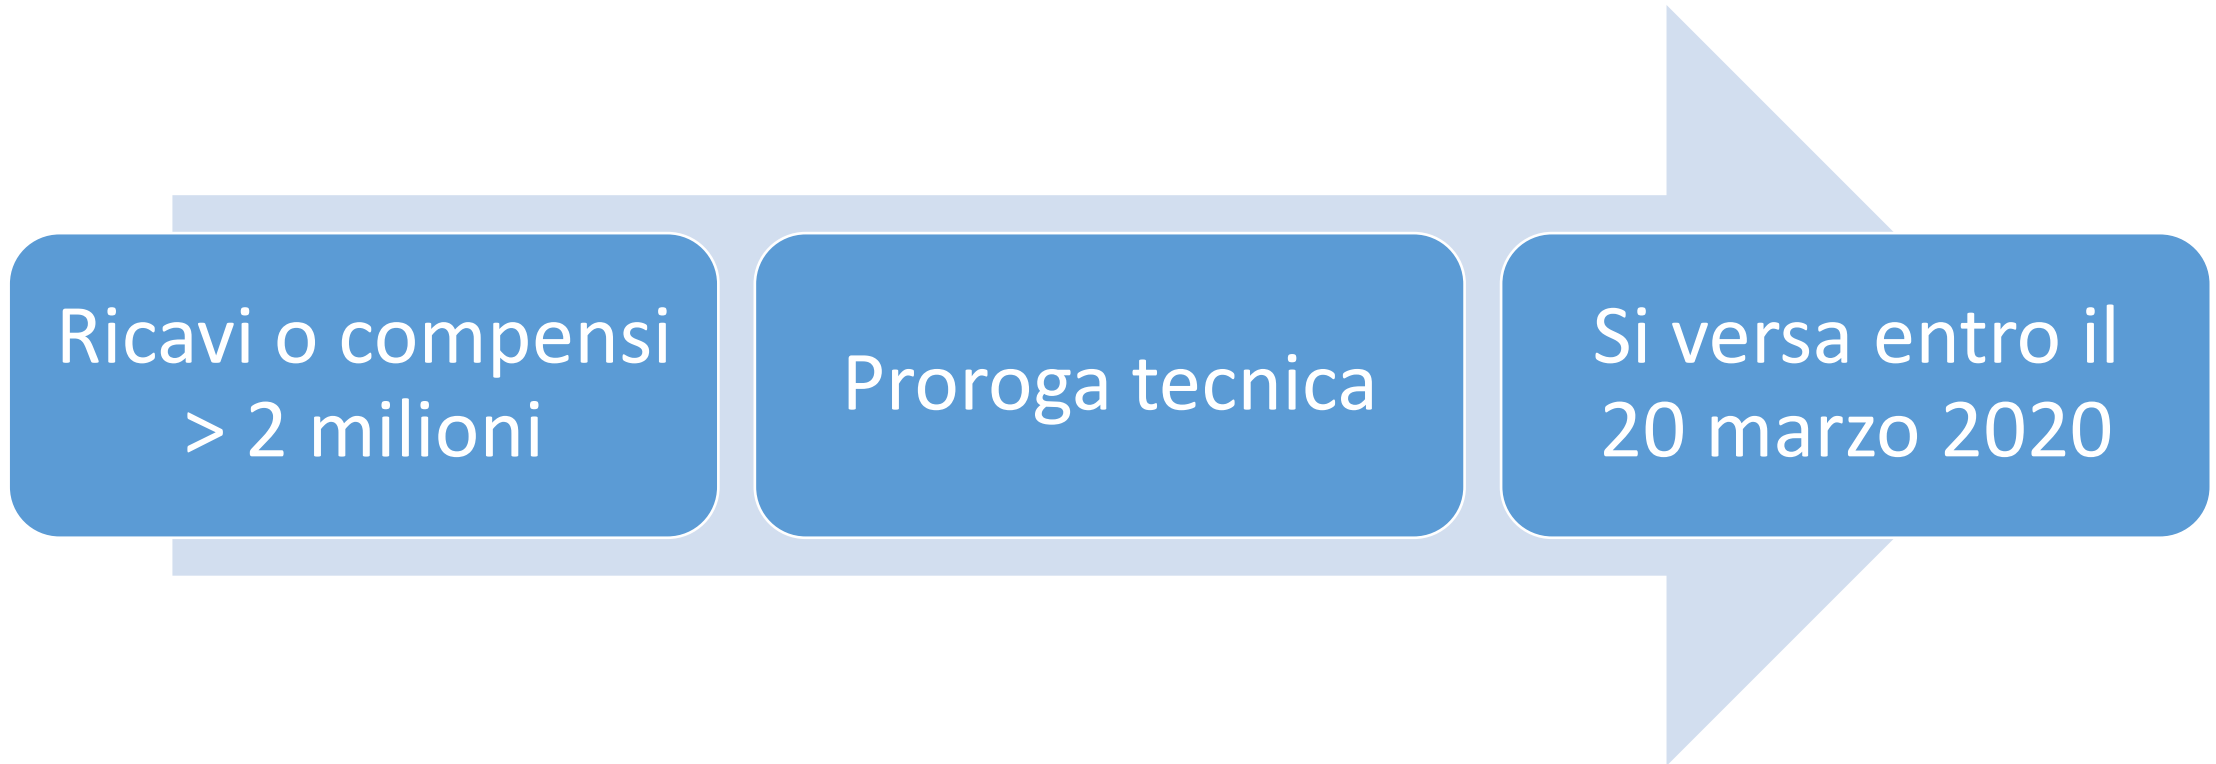 Ricavi o compensi
> 2 milioni
Proroga tecnica
Si versa entro il
20 marzo 2020